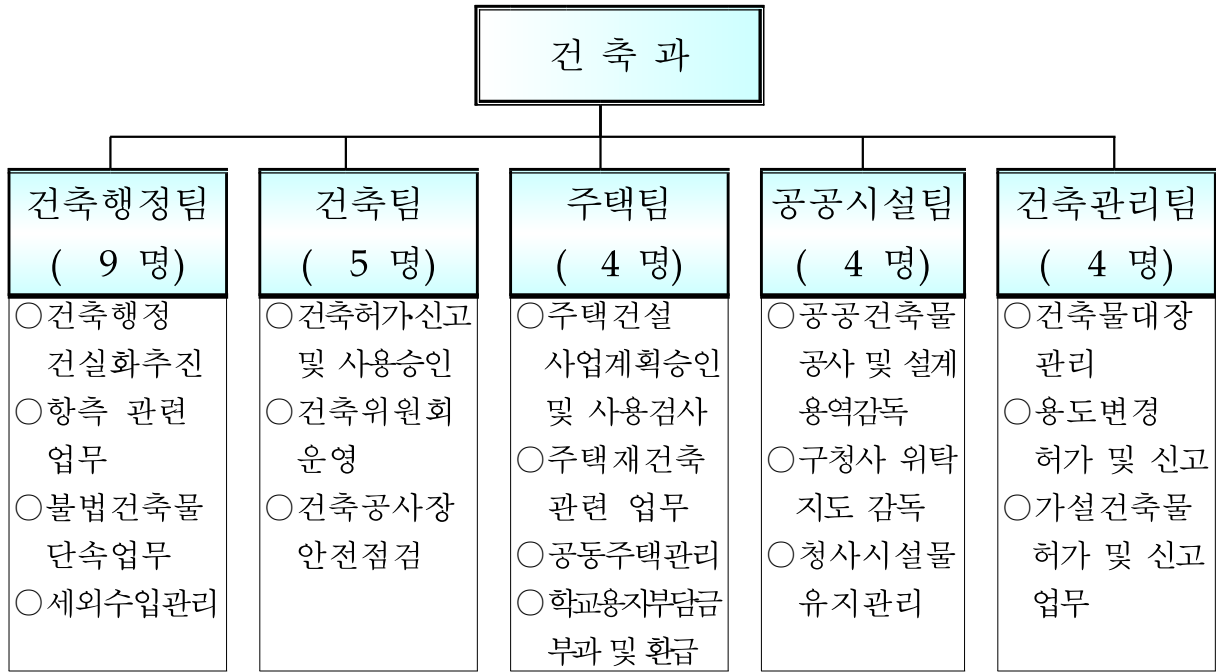 건 축 과
건축행정팀
( 9 명)
○건축행정
건실화추진
○항측 관련
업무
○불법건축물
단속업무
○세외수입관리
건축팀
( 5 명)
○건축허가·신고
및 사용승인
○건축위원회
운영
○건축공사장
안전점검
주택팀
( 4 명)
○주택건설
사업계획승인
및 사용검사
○주택재건축
관련 업무
○공동주택관리
○학교용지부담금
부과 및 환급
공공시설팀
( 4 명)
○공공건축물
공사 및 설계
용역감독
○구청사 위탁
지도 감독
○청사시설물
유지관리
건축관리팀
( 4 명)
○건축물대장
관리
○용도변경
허가 및 신고
○가설건축물
허가 및 신고
업무